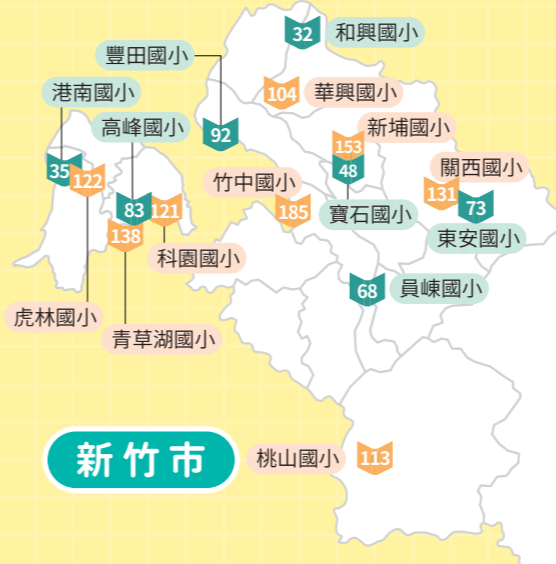 32 和興國小
豐田國小
104 華興國小
港南國小
高峰國小
新埔國小
92
153
35
122
48
關西國小
竹中國小
131
73
83
121
185
寶石國小
138
東安國小
科園國小
68 員崠國小
虎林國小
青草湖國小
新竹市
桃山國小 113